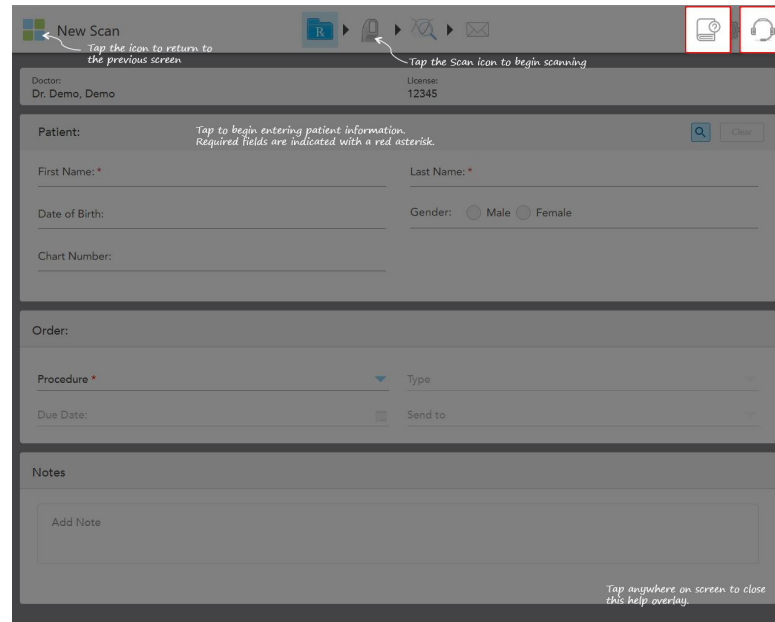 New Scan
Tap the icon to return to
the previous screen
R
Tap the Scan icon to begin scanning
?
Doctor:
Dr. Demo, Demo
License:
12345
Patient:
Tap to begin entering patient information.
Required fields are indicated with a red asterisk.
Clear
First Name: *
Last Name: *
Date of Birth:
Gender: Male Female
Chart Number:
Order:
Procedure *
Type
Due Date:
Send to
Notes
Add Note
Tap anywhere on screen to close
this help overlay.